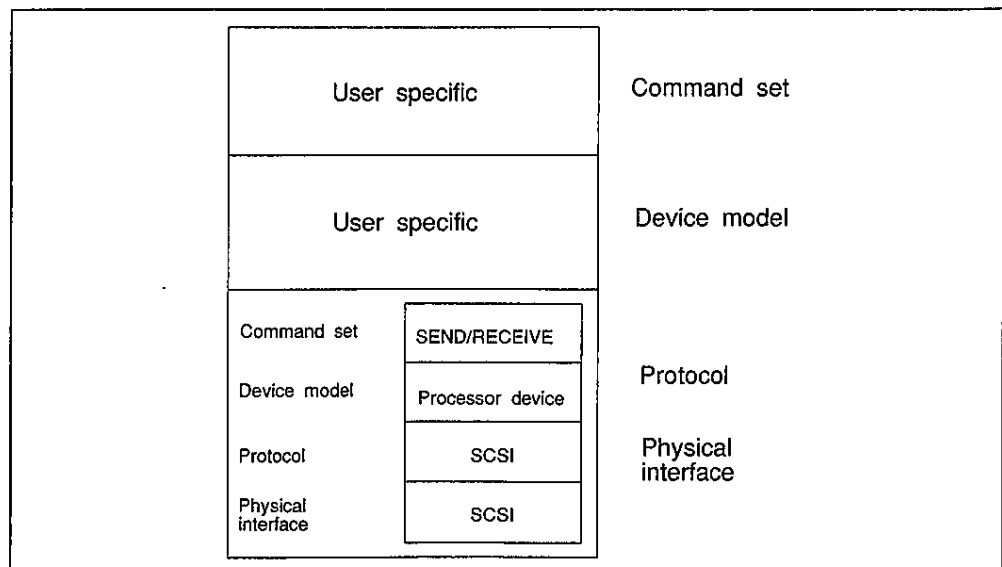 User specific
Command set
User specific
Device model
Command set
SEND/RECEIVE
Device model
Processor device
Protocol
Protocol
SCSI
Physical
interface
Physical
interface
SCSI